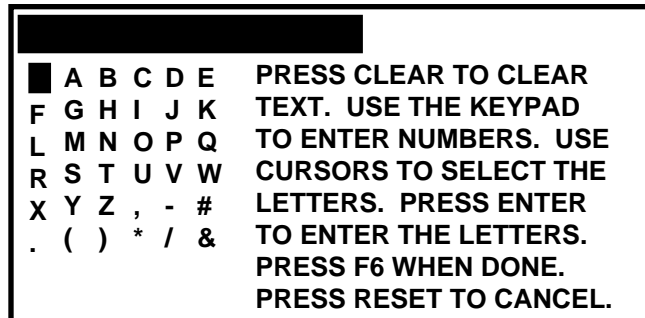 A B C D E
F G H I J K
L M N O P Q
R S T U V W
X Y Z , - #
. ( ) * / &
PRESS CLEAR TO CLEAR
TEXT. USE THE KEYPAD
TO ENTER NUMBERS. USE
CURSORS TO SELECT THE
LETTERS. PRESS ENTER
TO ENTER THE LETTERS.
PRESS F6 WHEN DONE.
PRESS RESET TO CANCEL.